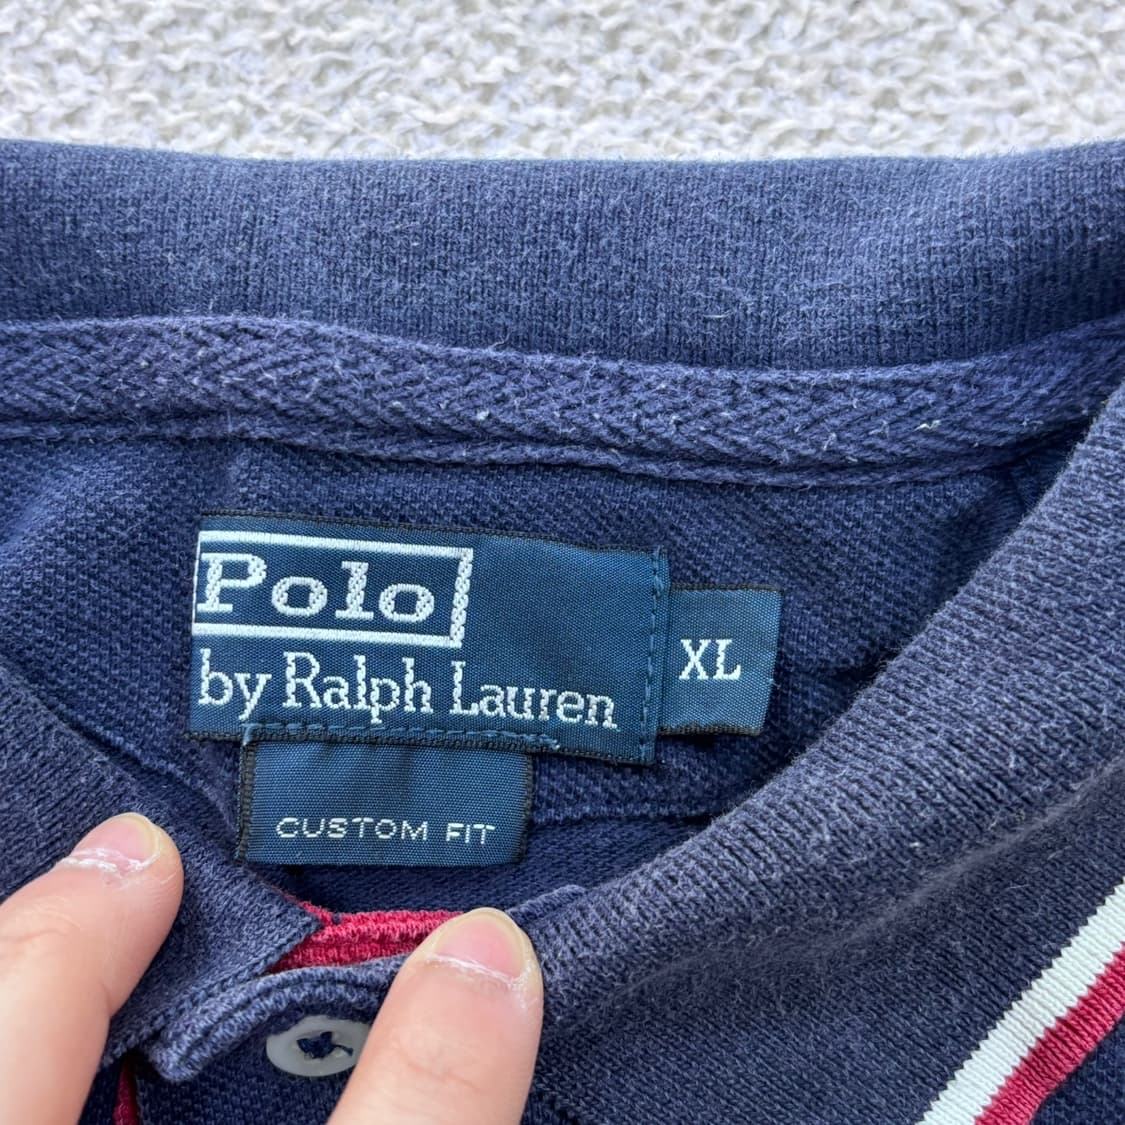 Polo
by Ralph Lauren
XL
CUSTOM FIT